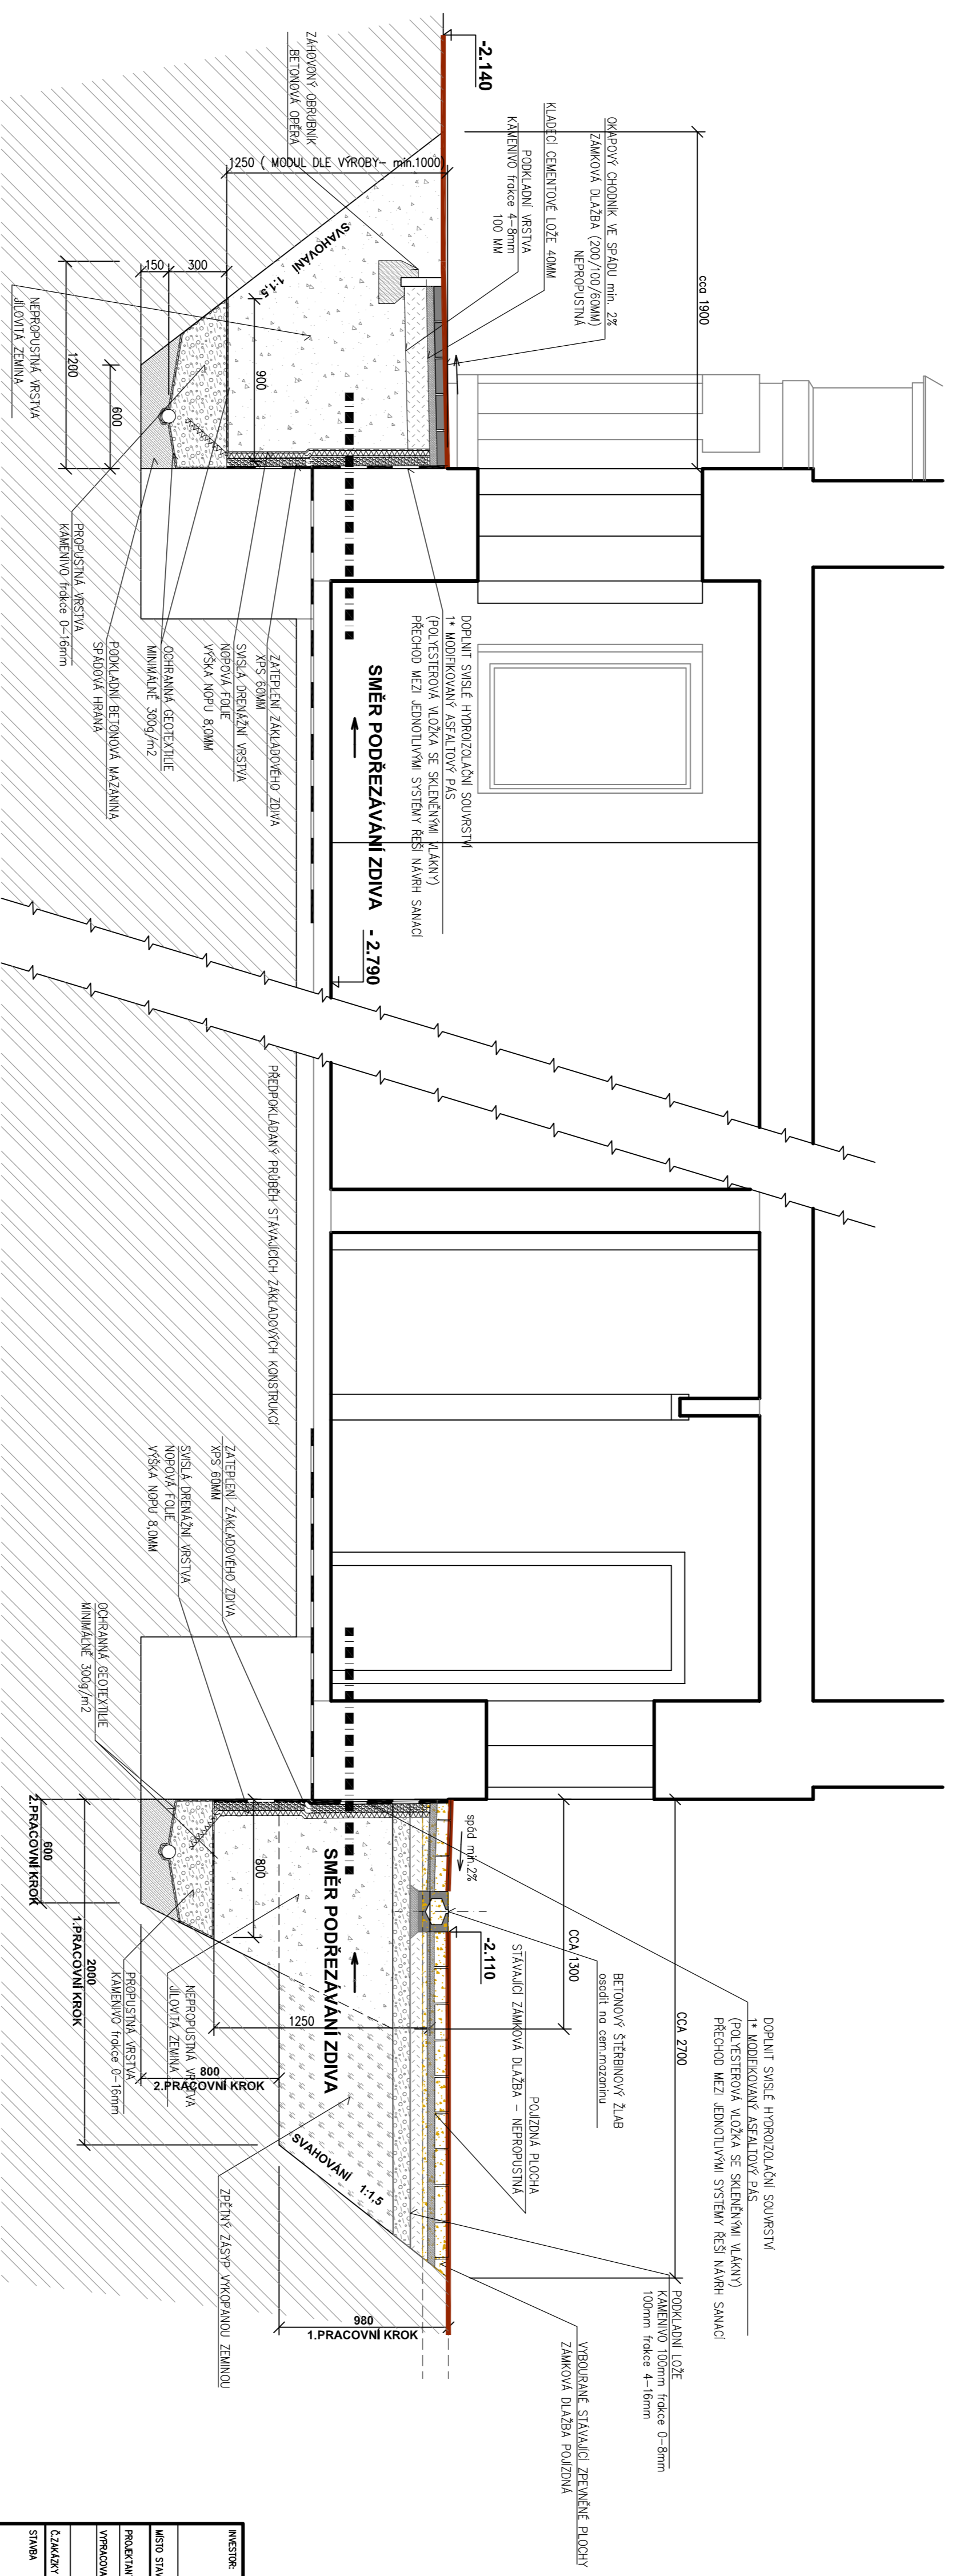 -2.140
cca 1900
OKAPOVÝ CHODNÍK VE SPÁDU min. 2%
ZÁMKOVÁ DLAŽBA (200/100/60MM)
NEPROPUSTNÁ
KLADECÍ CEMENTOVÉ LOŽE 40MM
PODKLADNÍ VRSTVA
KAMENIVO frakce 4-8mm
100 MM
ZÁHOVONÝ OBRUBNÍK
BETONOVÁ OPĚRA
1250 ( MODUL DLE VÝROBY- min.1000)
SVAHOVÁNÍ 1:1,5
900
300
150
1200
600
NEPROPUSTNÁ VRSTVA
JÍLOVITÁ ZEMINA
PROPUSTNÁ VRSTVA
KAMENIVO frakce 0-16mm
PODKLADNÍ BETONOVÁ MAZANINA
SPÁDOVÁ HRANA
OCHRANNÁ GEOTEXTILIE
MINIMÁLNĚ 300g/m2
SVISLÁ DRENÁŽNÍ VRSTVA
NOPOVÁ FOLIE
VÝŠKA NOPU 8,0MM
ZATEPLENÍ ZÁKLADOVÉHO ZDIVA
XPS 60MM
DOPLNIT SVISLÉ HYDROIZOLAČNÍ SOUVRSTVÍ
1* MODIFIKOVANÝ ASFALTOVÝ PÁS
(POLYESTEROVÁ VLOŽKA SE SKLENĚNÝMI VLÁKNY)
PŘECHOD MEZI JEDNOTLIVÝMI SYSTÉMY ŘEŠÍ NÁVRH SANACÍ
SMĚR PODŘEZÁVÁNÍ ZDIVA
- 2.790
PŘEDPOKLÁDANÝ PRŮBĚH STÁVAJÍCÍCH ZÁKLADOVÝCH KONSTRUKCÍ
ZATEPLENÍ ZÁKLADOVÉHO ZDIVA
XPS 60MM
SVISLÁ DRENÁŽNÍ VRSTVA
NOPOVÁ FOLIE
VÝŠKA NOPU 8,0MM
OCHRANNÁ GEOTEXTILIE
MINIMÁLNĚ 300g/m2
600
2.PRACOVNÍ KROK
2000
1.PRACOVNÍ KROK
800
spád min.2%
-2.110
CCA 1300
CCA 2700
SMĚR PODŘEZÁVÁNÍ ZDIVA
1250
800
2.PRACOVNÍ KROK
NEPROPUSTNÁ VRSTVA
JÍLOVITÁ ZEMINA
PROPUSTNÁ VRSTVA
KAMENIVO frakce 0-16mm
SVAHOVÁNÍ 1:1,5
ZPĚTNÝ ZÁSYP VYKOPANOU ZEMINOU
980
1.PRACOVNÍ KROK
POJÍZDNÁ PLOCHA
STÁVAJÍCÍ ZÁMKOVÁ DLAŽBA - NEPROPUSTNÁ
BETONOVÝ ŠTĚRBINOVÝ ŽLAB
osadit na cem.mazaninu
DOPLNIT SVISLÉ HYDROIZOLAČNÍ SOUVRSTVÍ
1* MODIFIKOVANÝ ASFALTOVÝ PÁS
(POLYESTEROVÁ VLOŽKA SE SKLENĚNÝMI VLÁKNY)
PŘECHOD MEZI JEDNOTLIVÝMI SYSTÉMY ŘEŠÍ NÁVRH SANACÍ
PODKLADNÍ LOŽE
KAMENIVO 100mm frakce 0-8mm
100mm frakce 4-16mm
VYBOURANÉ STÁVAJÍCÍ ZPEVNĚNÉ PLOCHY
ZÁMKOVÁ DLAŽBA POJÍZDNÁ
INVESTOR:
MÍSTO STAV
PROJEKTANT
VYPRACOVA
Č.ZAKÁZKY
STAVBA